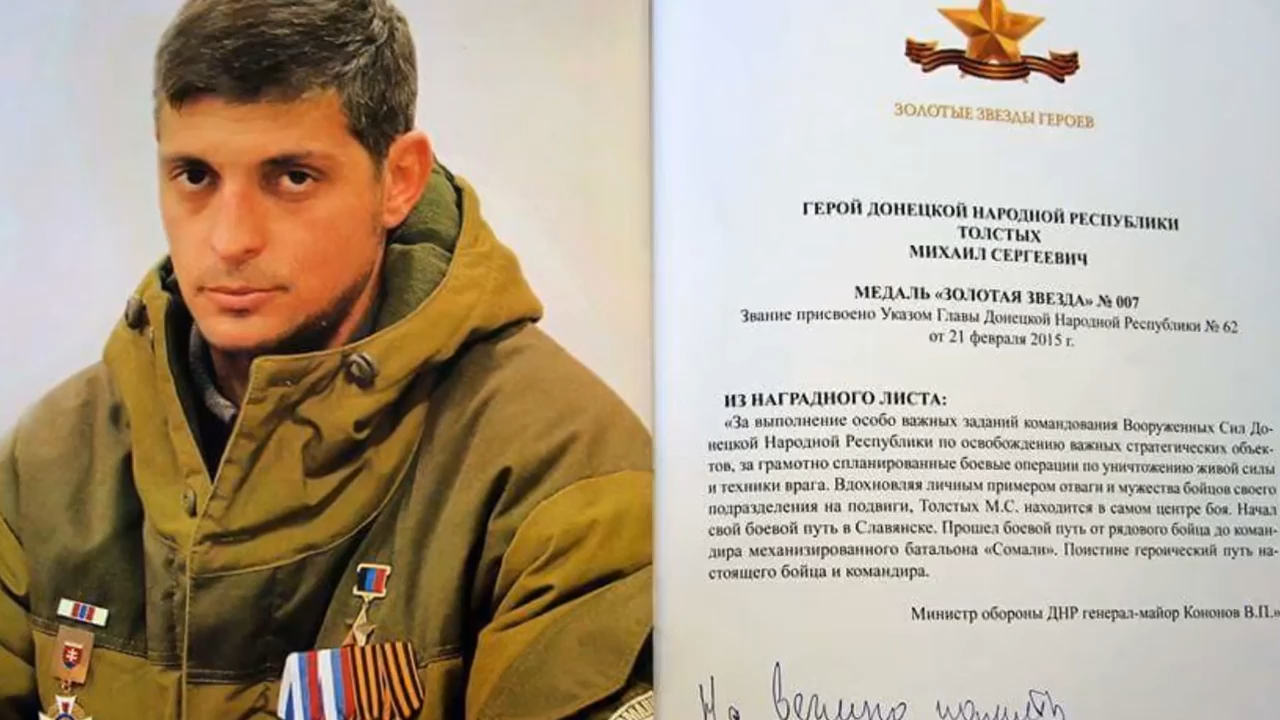 ЗОЛОТЫЕ ЗВЕЗДЫ ГЕРОЕВ
ГЕРОЙ ДОНЕЦКОЙ НАРОДНОЙ РЕСПУБЛИКИ
ТОЛСТЫХ
МИХАИЛ СЕРГЕЕВИЧ
МЕДАЛЬ «ЗОЛОТАЯ ЗВЕЗДА» № 007
Звание присвоено Указом Главы Донецкой Народной Республики № 62
от 21 февраля 2015 г.
ИЗ НАГРАДНОГО ЛИСТА:
«За выполнение особо важных заданий командования Вооруженных Сил До-
нецкой Народной Республики по освобождению важных стратегических объек-
тов, за грамотно спланированные боевые операции по уничтожению живой силы
и техники врага. Вдохновляя личным примером отваги и мужества бойцов своего
подразделения на подвиги, Толстых М.С. находится в самом центре боя. Начал
свой боевой путь в Славянске. Прошел боевой путь от рядового бойца до коман-
дира механизированного батальона «Сомали». Поистине героический путь на-
стоящего бойца и командира.
Министр обороны ДНР генерал-майор Кононов В.П.»
На вечную память